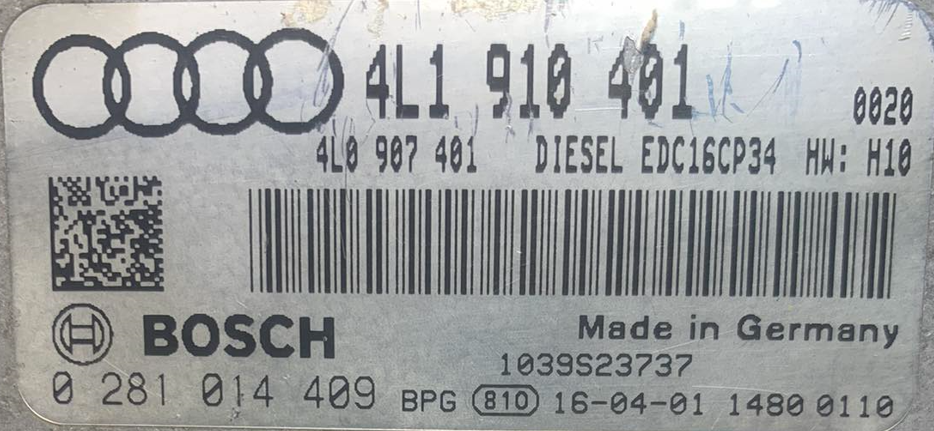 4L1 910 401 0020
4L0 907 401 DIESEL EDC16CP34 HW: H10
BOSCH Made in Germany
1039S23737
0 281 014 409 BPG 810 16-04-01 1480 0110